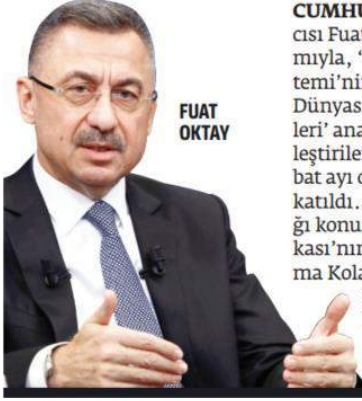 FUAT
OKTAY
CUMHU
cısı Fuat
mıyla, ‘
temi’nin
Dünyas
leri’ ana
leştirile
bat ayı o
katıldı.
ğı konu
kası’nın
ma Kola